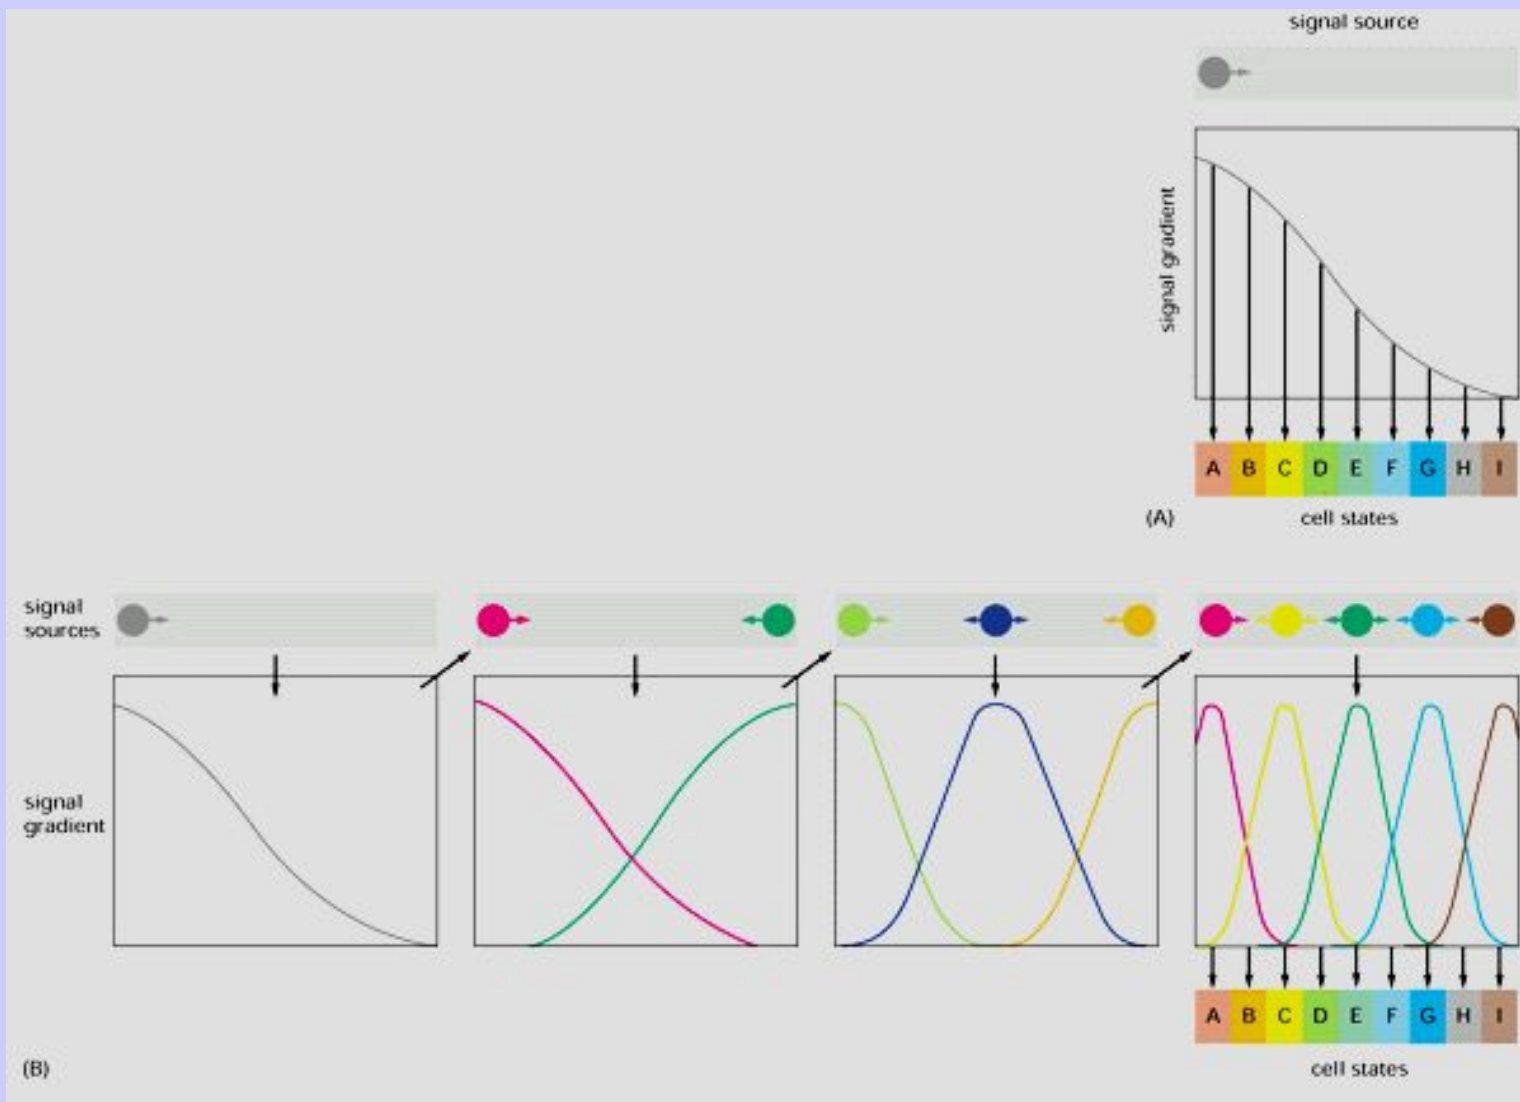 signal source
signal gradient
A B C D E F G H I
(A)
cell states
signal
sources
signal
gradient
A B C D E F G H I
(B)
cell states